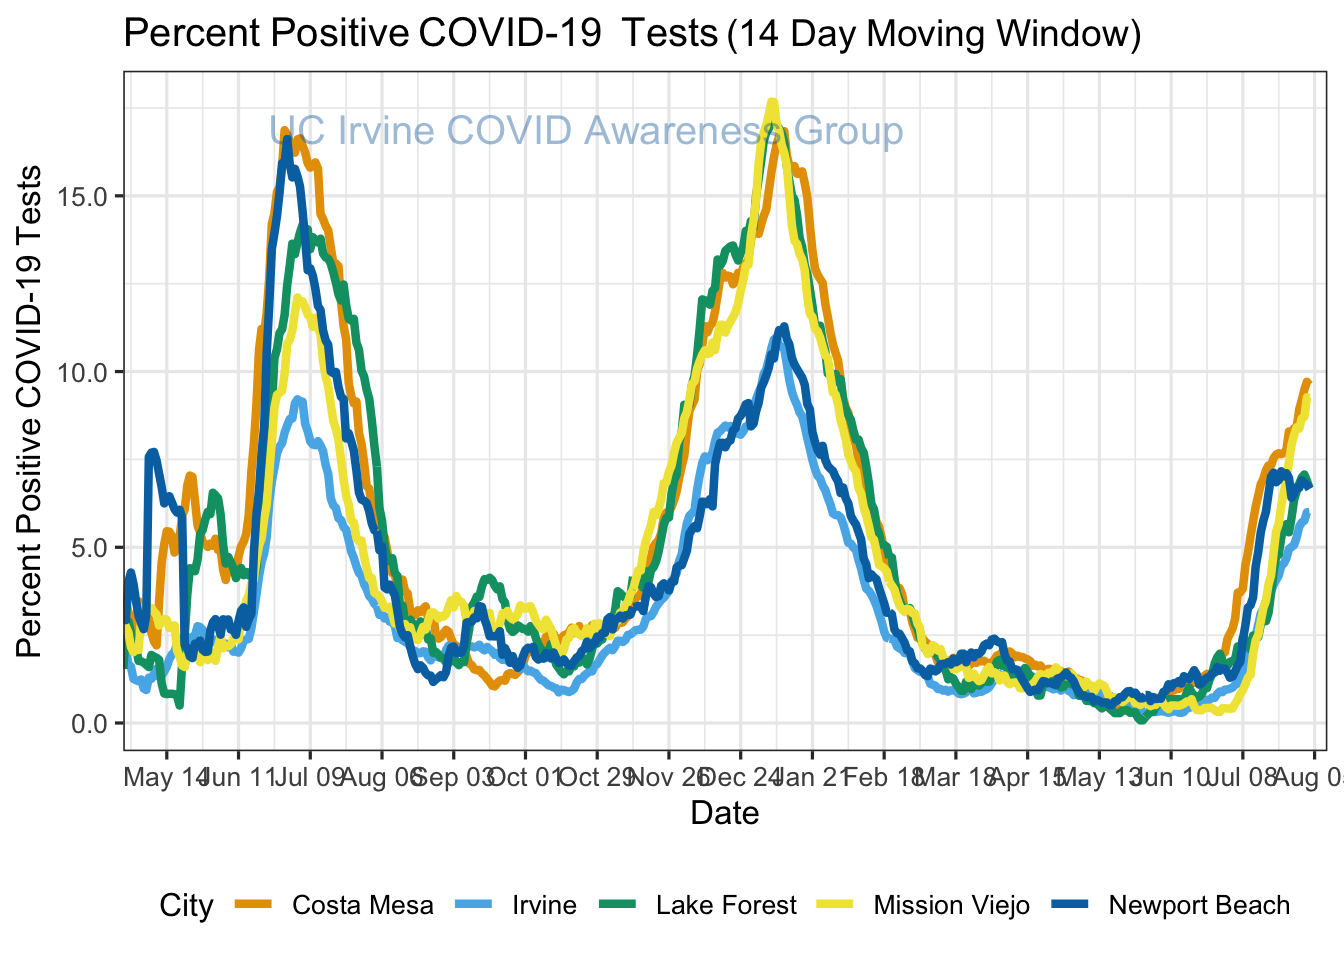 Percent Positive COVID-19 Tests (14 Day Moving Window)
UC Irvine COVID Awareness Group
Percent Positive COVID-19 Tests
15.0
10.0
5.0
0.0
May 14 Jun 11 Jul 09 Aug 06 Sep 03 Oct 01 Oct 29 Nov 26 Dec 24 Jan 21 Feb 18 Mar 18 Apr 15 May 13 Jun 10 Jul 08 Aug
Date
City Costa Mesa Irvine Lake Forest Mission Viejo Newport Beach